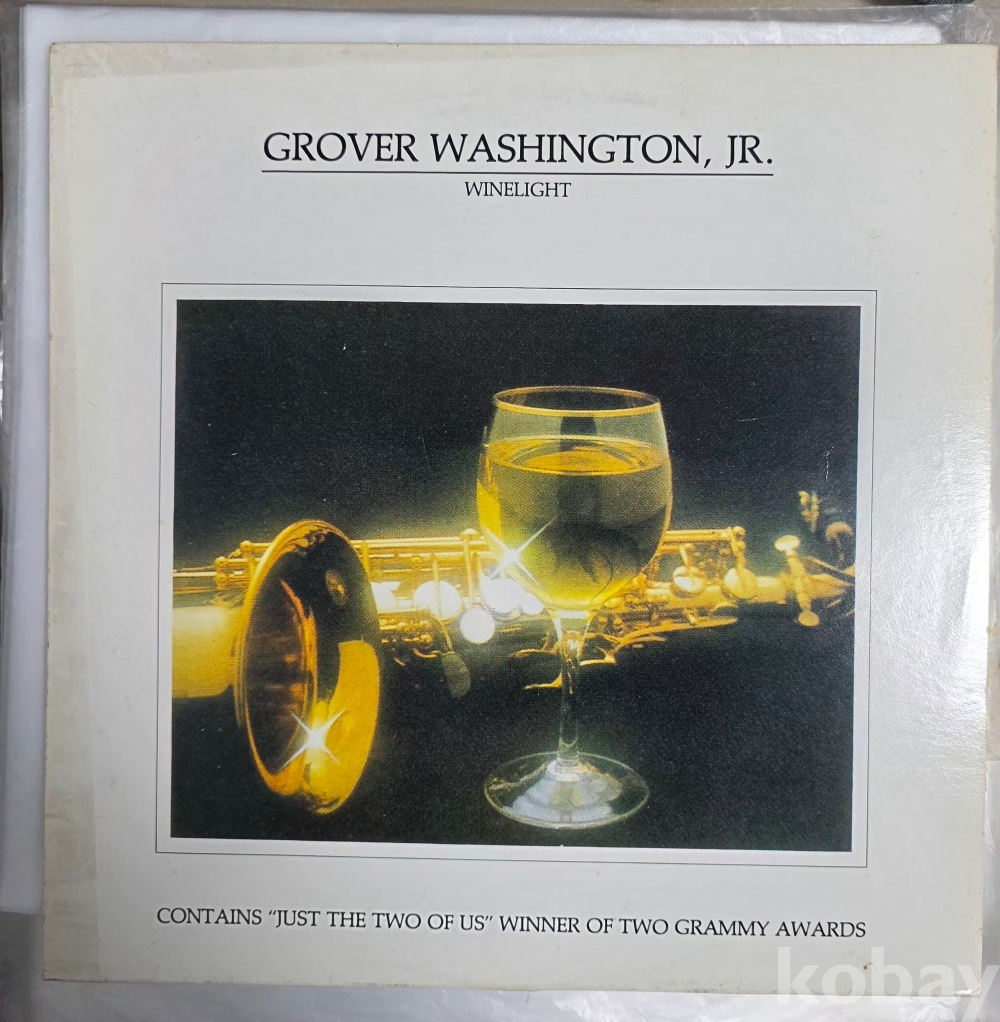 GROVER WASHINGTON, JR.
WINELIGHT
CONTAINS “JUST THE TWO OF US” WINNER OF TWO GRAMMY AWARDS
kobay